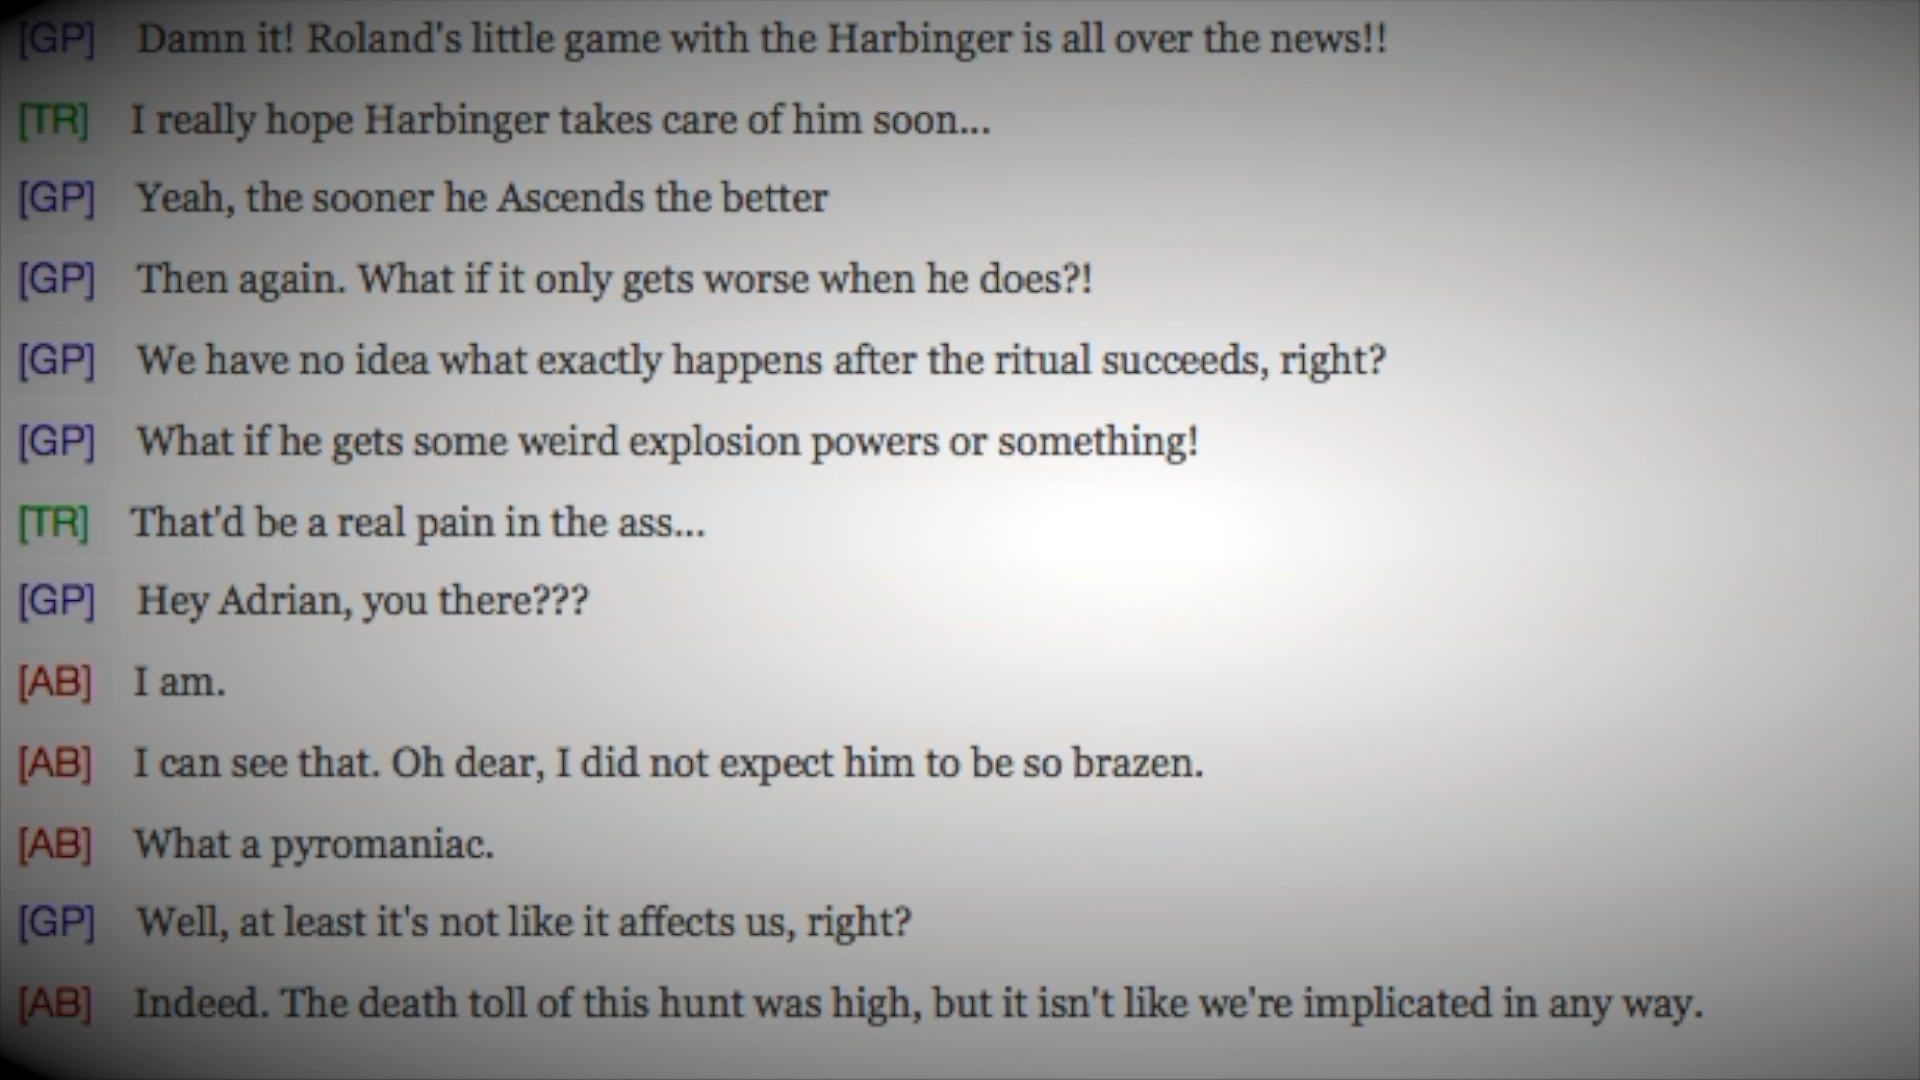 [GP] Damn it! Roland's little game with the Harbinger is all over the news!!
[TR] I really hope Harbinger takes care of him soon...
[GP] Yeah, the sooner he Ascends the better
[GP] Then again. What if it only gets worse when he does?!
[GP] We have no idea what exactly happens after the ritual succeeds, right?
[GP] What if he gets some weird explosion powers or something!
[TR] That'd be a real pain in the ass...
[GP] Hey Adrian, you there???
[AB] I am.
[AB] I can see that. Oh dear, I did not expect him to be so brazen.
[AB] What a pyromaniac.
[GP] Well, at least it's not like it affects us, right?
[AB] Indeed. The death toll of this hunt was high, but it isn't like we're implicated in any way.